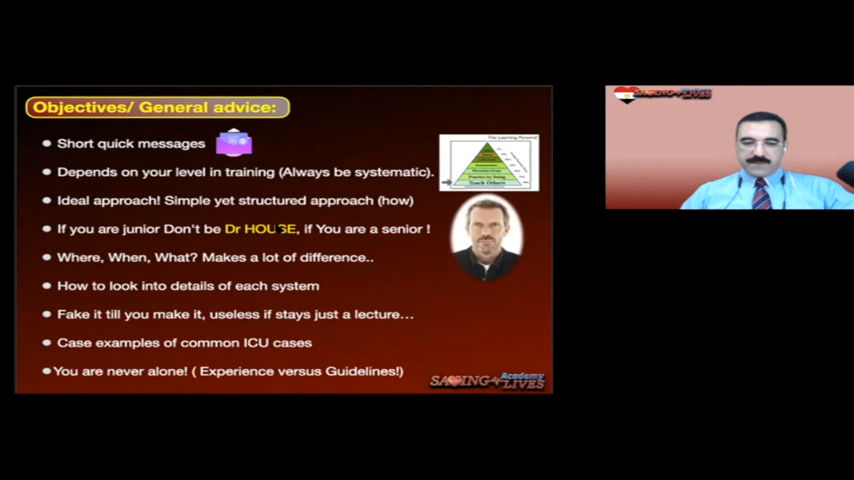 Objectives/ General advice:
Short quick messages
Depends on your level in training (Always be systematic).
Ideal approach! Simple yet structured approach (how)
If you are junior Don't be Dr HOUSE, if You are a senior !
Where, When, What? Makes a lot of difference..
How to look into details of each system
Fake it till you make it, useless if stays just a lecture...
Case examples of common ICU cases
You are never alone! ( Experience versus Guidelines!)
The Learning Pyramid
Practice by Doing
Teach Others
SAVING Academy
LIVES
LIVES